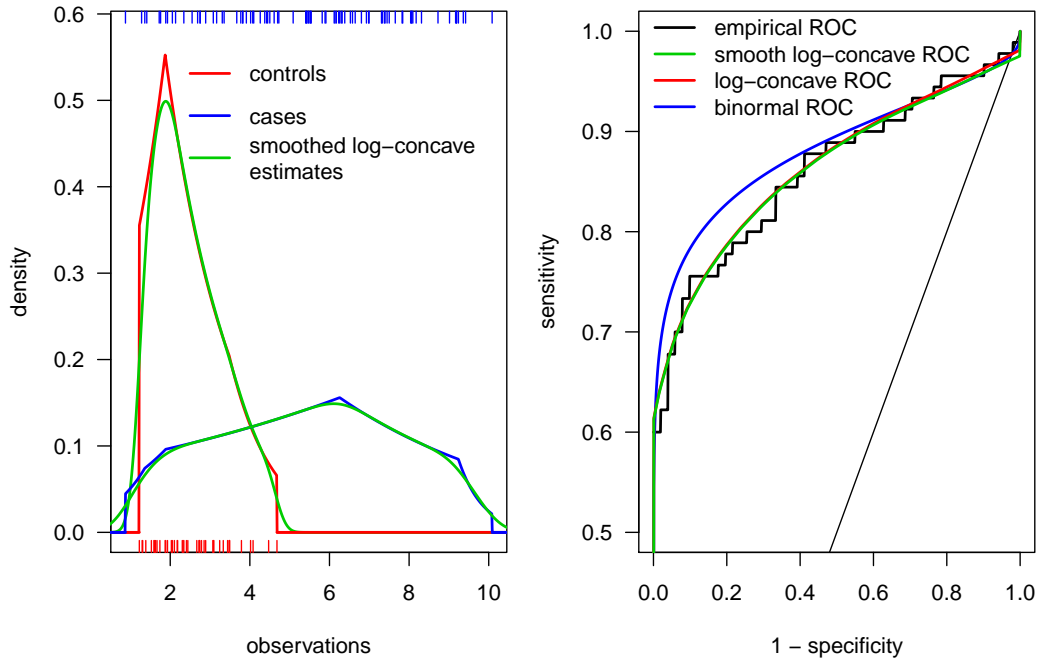 0.6
0.5
0.4
0.3
0.2
0.1
0.0
density
controls
cases
smoothed log−concave
estimates
2
4
6
8
10
observations
1.0
0.9
0.8
0.7
0.6
0.5
sensitivity
empirical ROC
smooth log−concave ROC
log−concave ROC
binormal ROC
0.0
0.2
0.4
0.6
0.8
1.0
1 − specificity